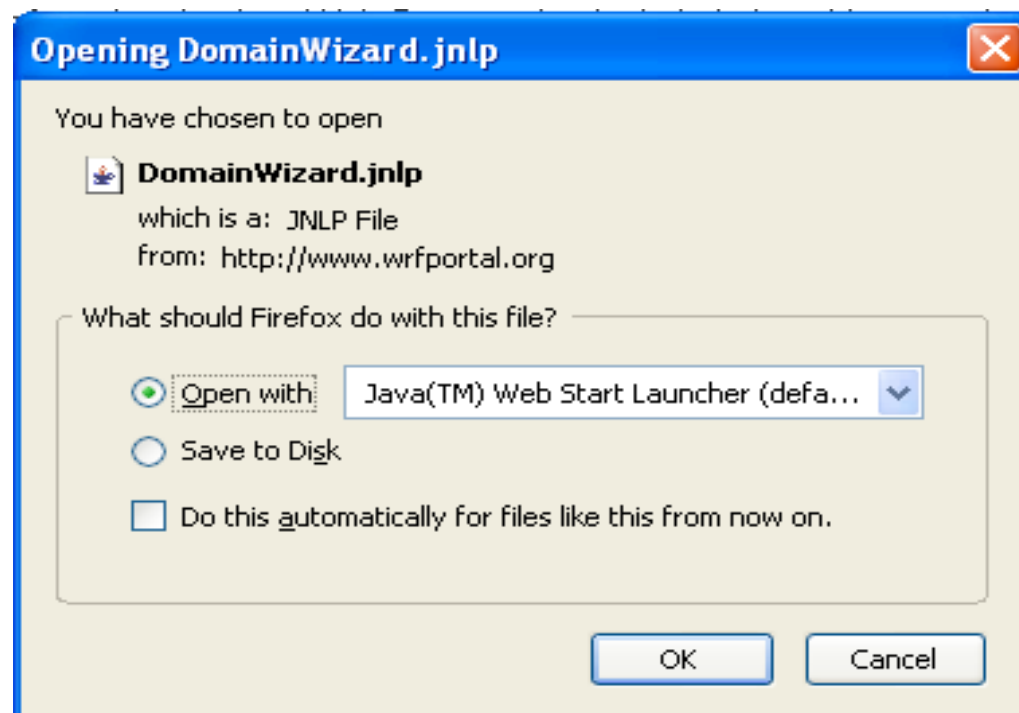 Opening DomainWizard.jnlp
You have chosen to open
DomainWizard.jnlp
which is a: JNLP File
from: http://www.wrfportal.org
What should Firefox do with this file?
Open with Java(TM) Web Start Launcher (defa...
Save to Disk
Do this automatically for files like this from now on.
OK Cancel